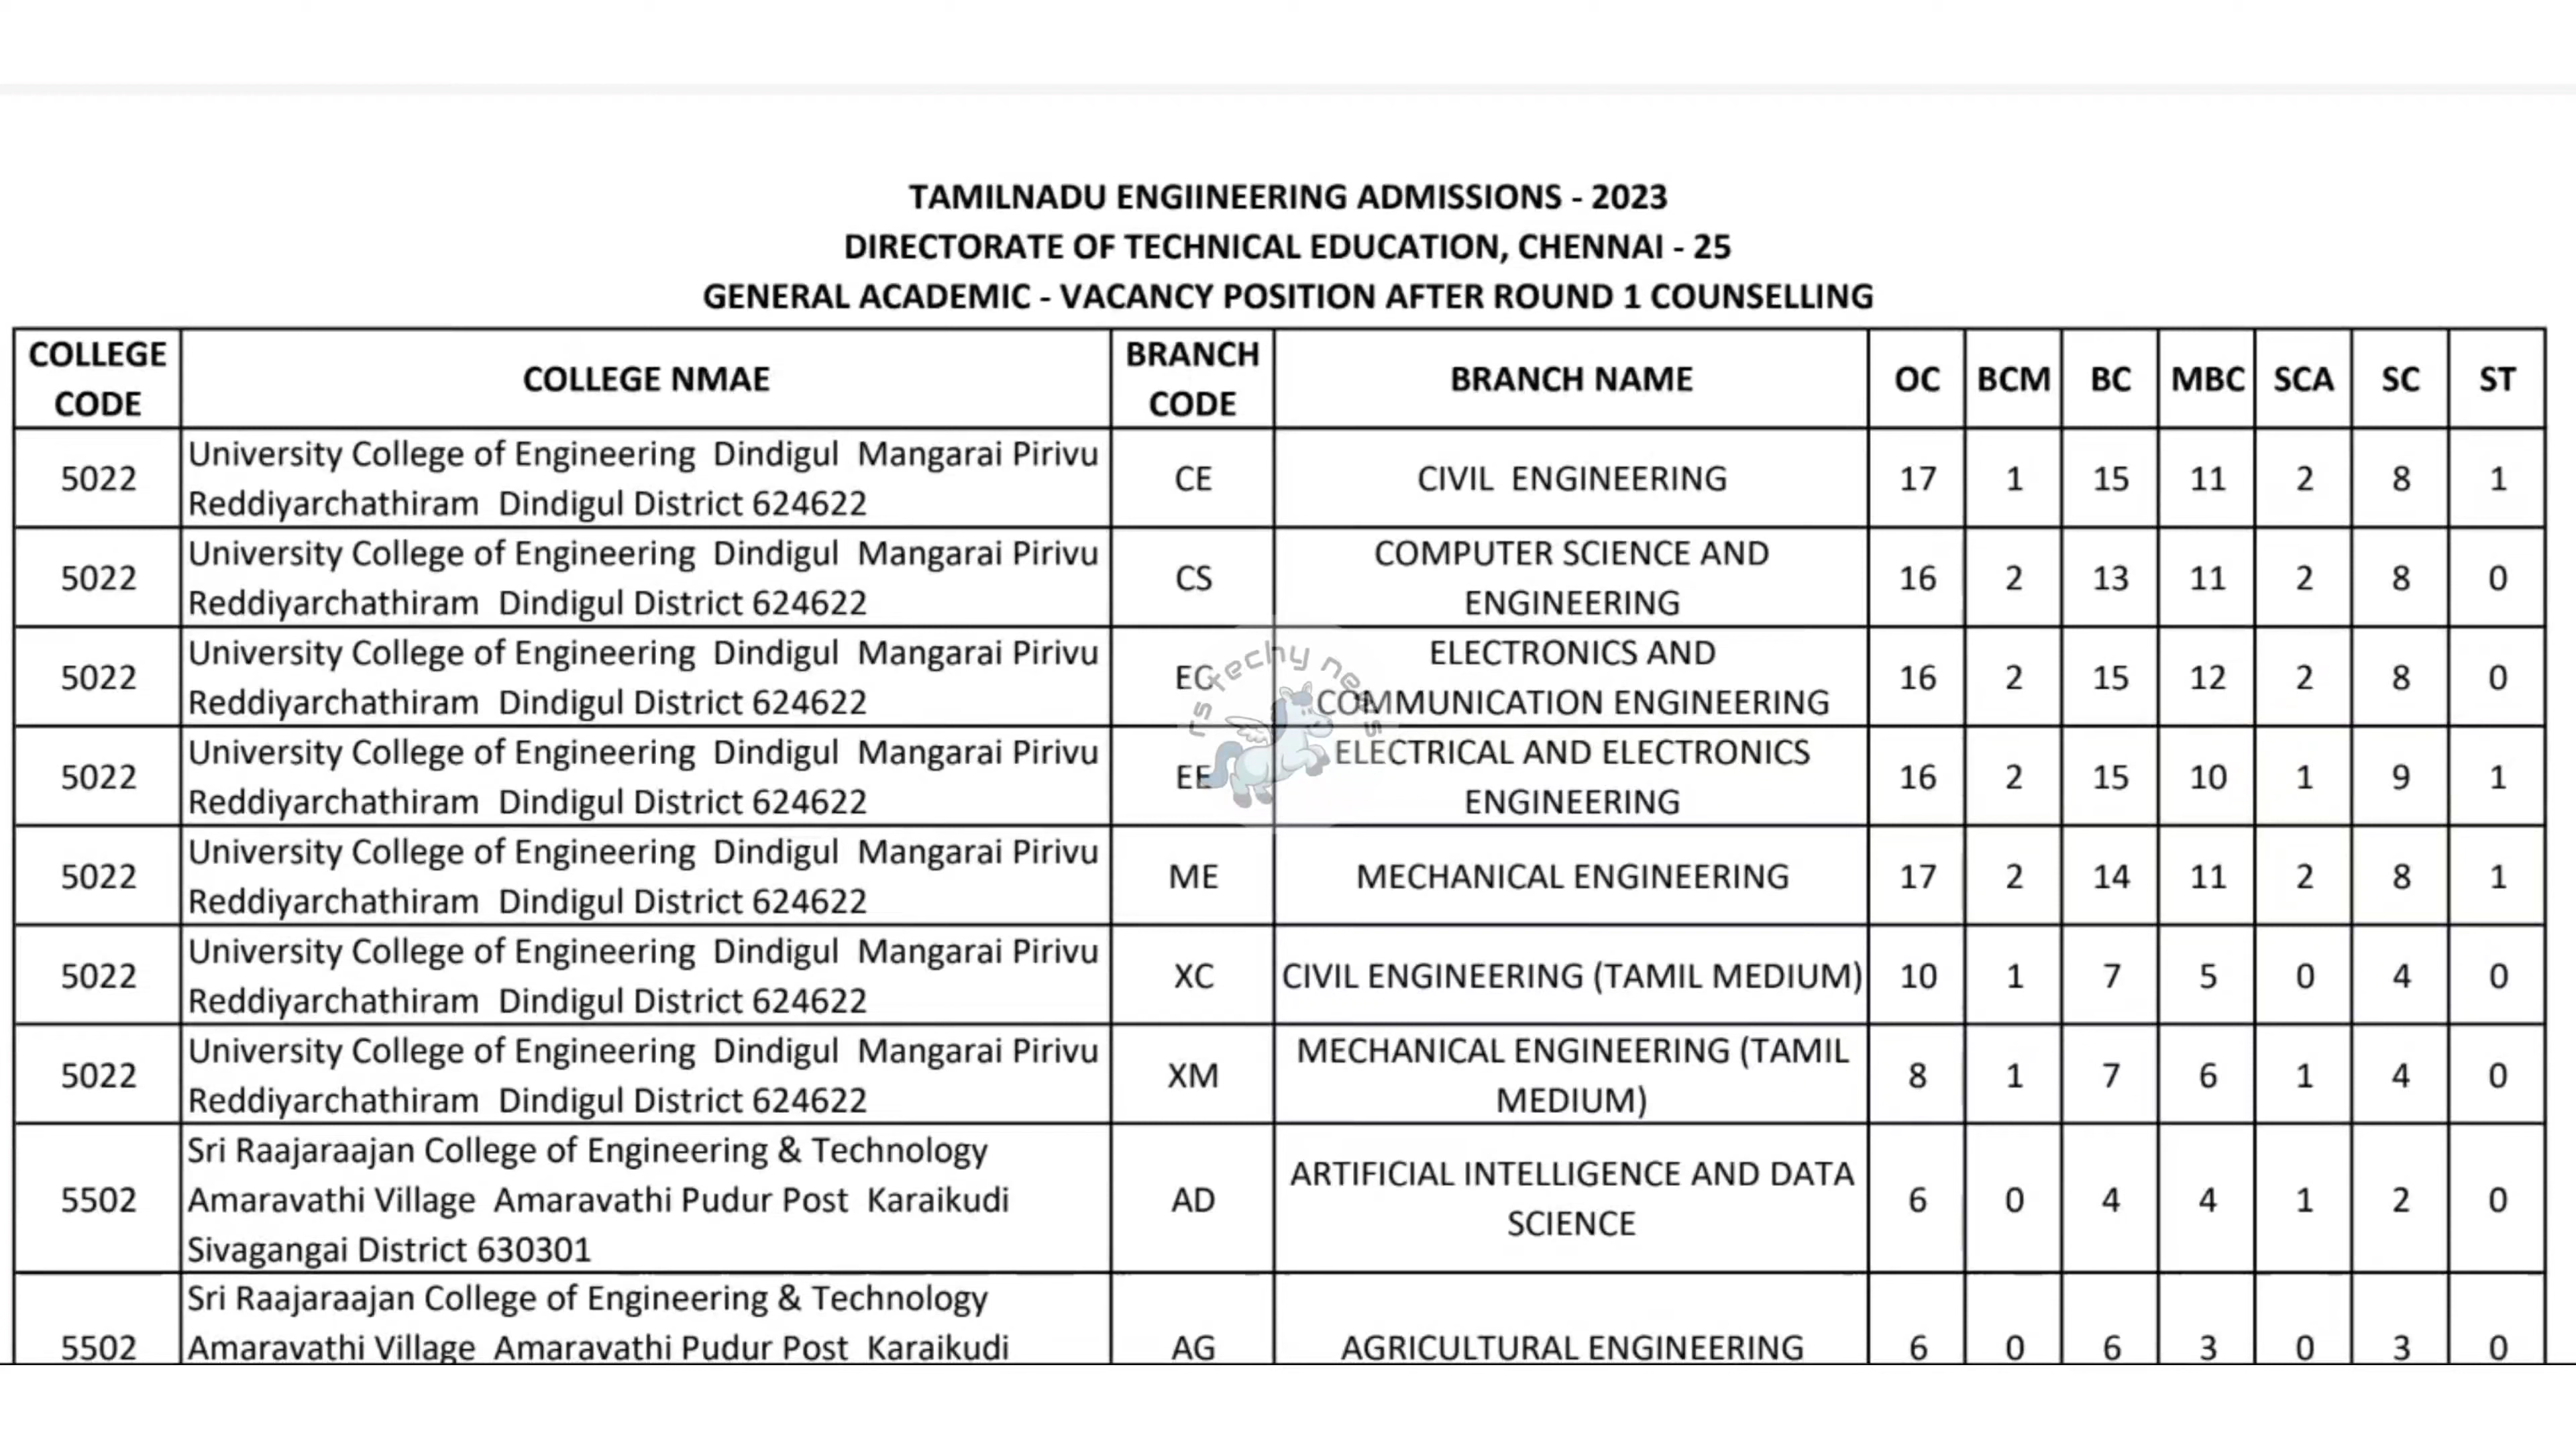 TAMILNADU ENGIINEERING ADMISSIONS - 2023
DIRECTORATE OF TECHNICAL EDUCATION, CHENNAI - 25
GENERAL ACADEMIC - VACANCY POSITION AFTER ROUND 1 COUNSELLING
COLLEGE CODE COLLEGE NMAE BRANCH CODE BRANCH NAME OC BCM BC MBC SCA SC ST
5022 University College of Engineering Dindigul Mangarai Pirivu Reddiyarchathiram Dindigul District 624622 CE CIVIL ENGINEERING 17 1 15 11 2 8 1
5022 University College of Engineering Dindigul Mangarai Pirivu Reddiyarchathiram Dindigul District 624622 CS COMPUTER SCIENCE AND ENGINEERING 16 2 13 11 2 8 0
5022 University College of Engineering Dindigul Mangarai Pirivu Reddiyarchathiram Dindigul District 624622 EC ELECTRONICS AND COMMUNICATION ENGINEERING 16 2 15 12 2 8 0
5022 University College of Engineering Dindigul Mangarai Pirivu Reddiyarchathiram Dindigul District 624622 EE ELECTRICAL AND ELECTRONICS ENGINEERING 16 2 15 10 1 9 1
5022 University College of Engineering Dindigul Mangarai Pirivu Reddiyarchathiram Dindigul District 624622 ME MECHANICAL ENGINEERING 17 2 14 11 2 8 1
5022 University College of Engineering Dindigul Mangarai Pirivu Reddiyarchathiram Dindigul District 624622 XC CIVIL ENGINEERING (TAMIL MEDIUM) 10 1 7 5 0 4 0
5022 University College of Engineering Dindigul Mangarai Pirivu Reddiyarchathiram Dindigul District 624622 XM MECHANICAL ENGINEERING (TAMIL MEDIUM) 8 1 7 6 1 4 0
5502 Sri Raajaraajan College of Engineering & Technology Amaravathi Village Amaravathi Pudur Post Karaikudi Sivagangai District 630301 AD ARTIFICIAL INTELLIGENCE AND DATA SCIENCE 6 0 4 4 1 2 0
5502 Sri Raajaraajan College of Engineering & Technology Amaravathi Village Amaravathi Pudur Post Karaikudi AG AGRICULTURAL ENGINEERING 6 0 6 3 0 3 0
rs techy news